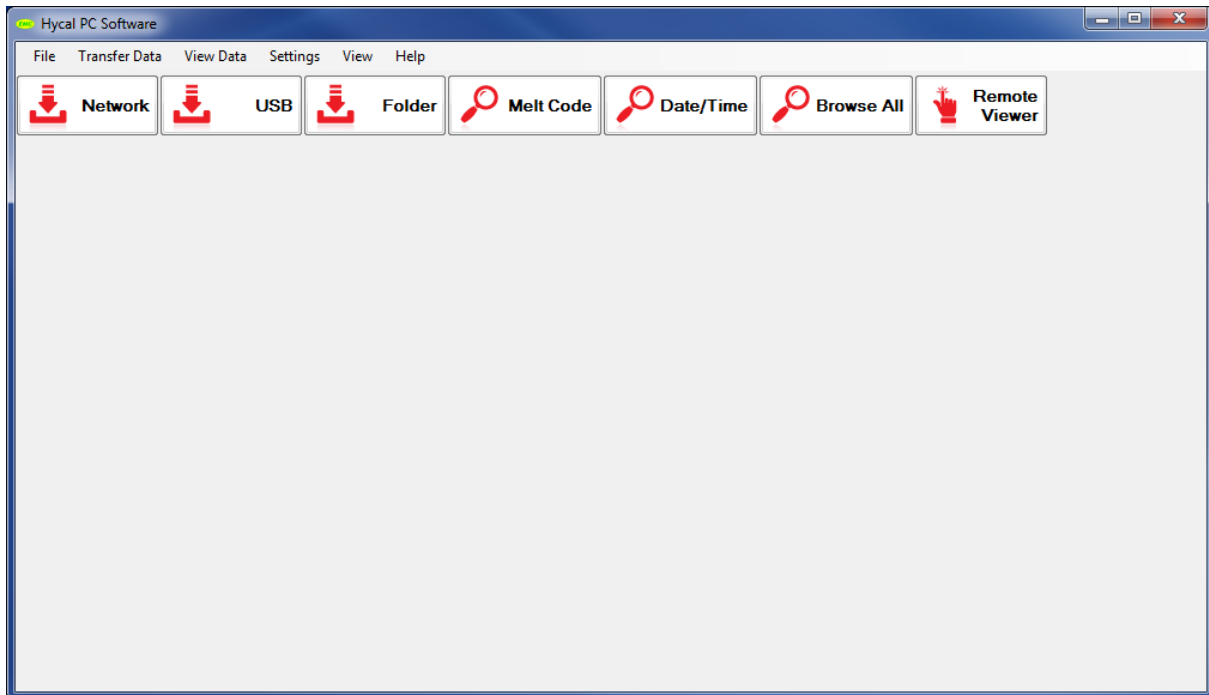 Hycal PC Software
File Transfer Data View Data Settings View Help
Network USB Folder Melt Code Date/Time Browse All Remote Viewer